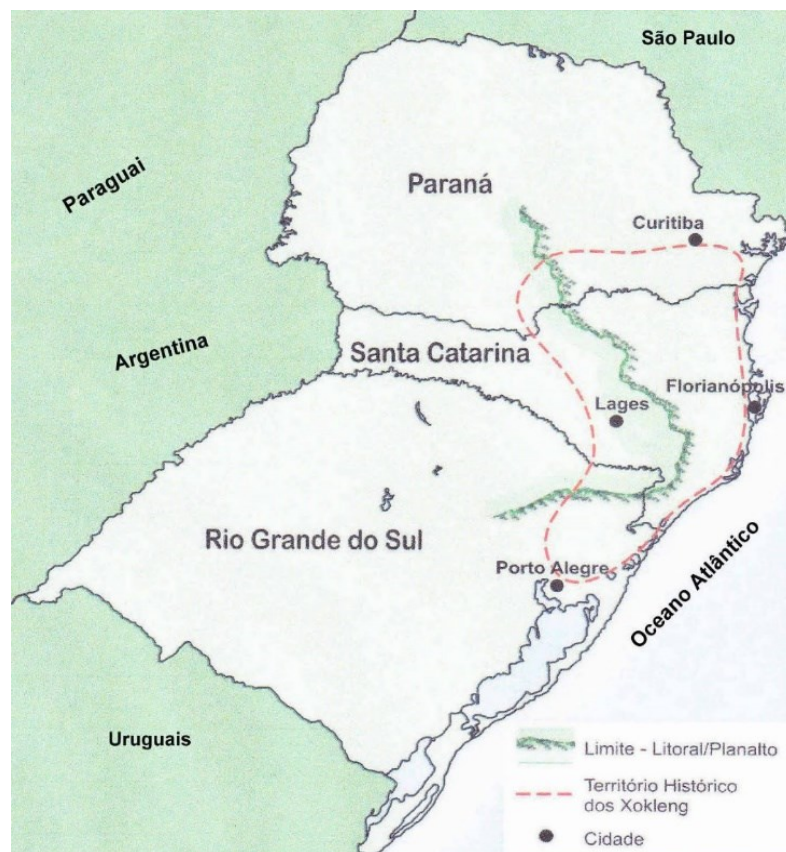 São Paulo
Paraguai
Paraná
Curitiba
Argentina
Santa Catarina
Lages
Florianópolis
Rio Grande do Sul
Porto Alegre
Oceano Atlântico
Uruguais
Limite - Litoral/Planalto
Território Histórico
dos Xokleng
Cidade